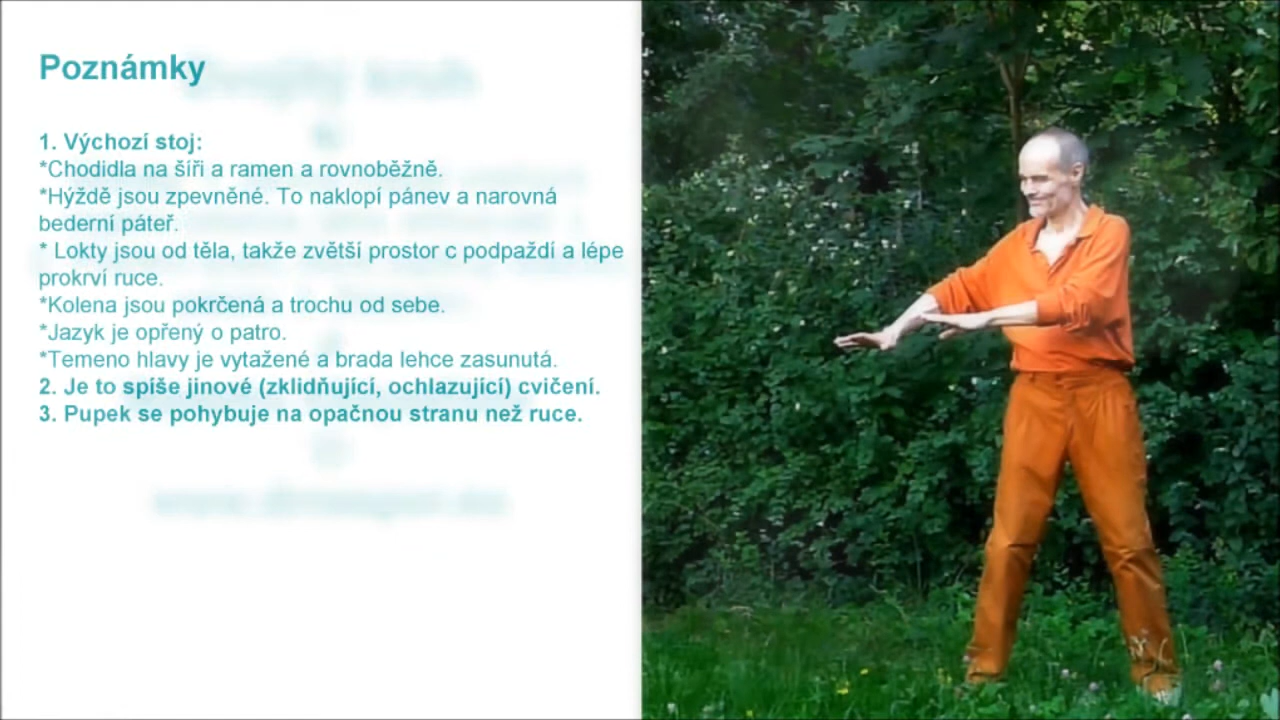 Poznámky
1. Výchozí stoj:
*Chodidla na šíři a ramen a rovnoběžně.
*Hýždě jsou zpevněné. To naklopí pánev a narovná
bederní páteř.
* Lokty jsou od těla, takže zvětší prostor c podpaždí a lépe
prokrví ruce.
*Kolena jsou pokrčená a trochu od sebe.
*Jazyk je opřený o patro.
*Temeno hlavy je vytažené a brada lehce zasunutá.
2. Je to spíše jinové (zklidňující, ochlazující) cvičení.
3. Pupek se pohybuje na opačnou stranu než ruce.